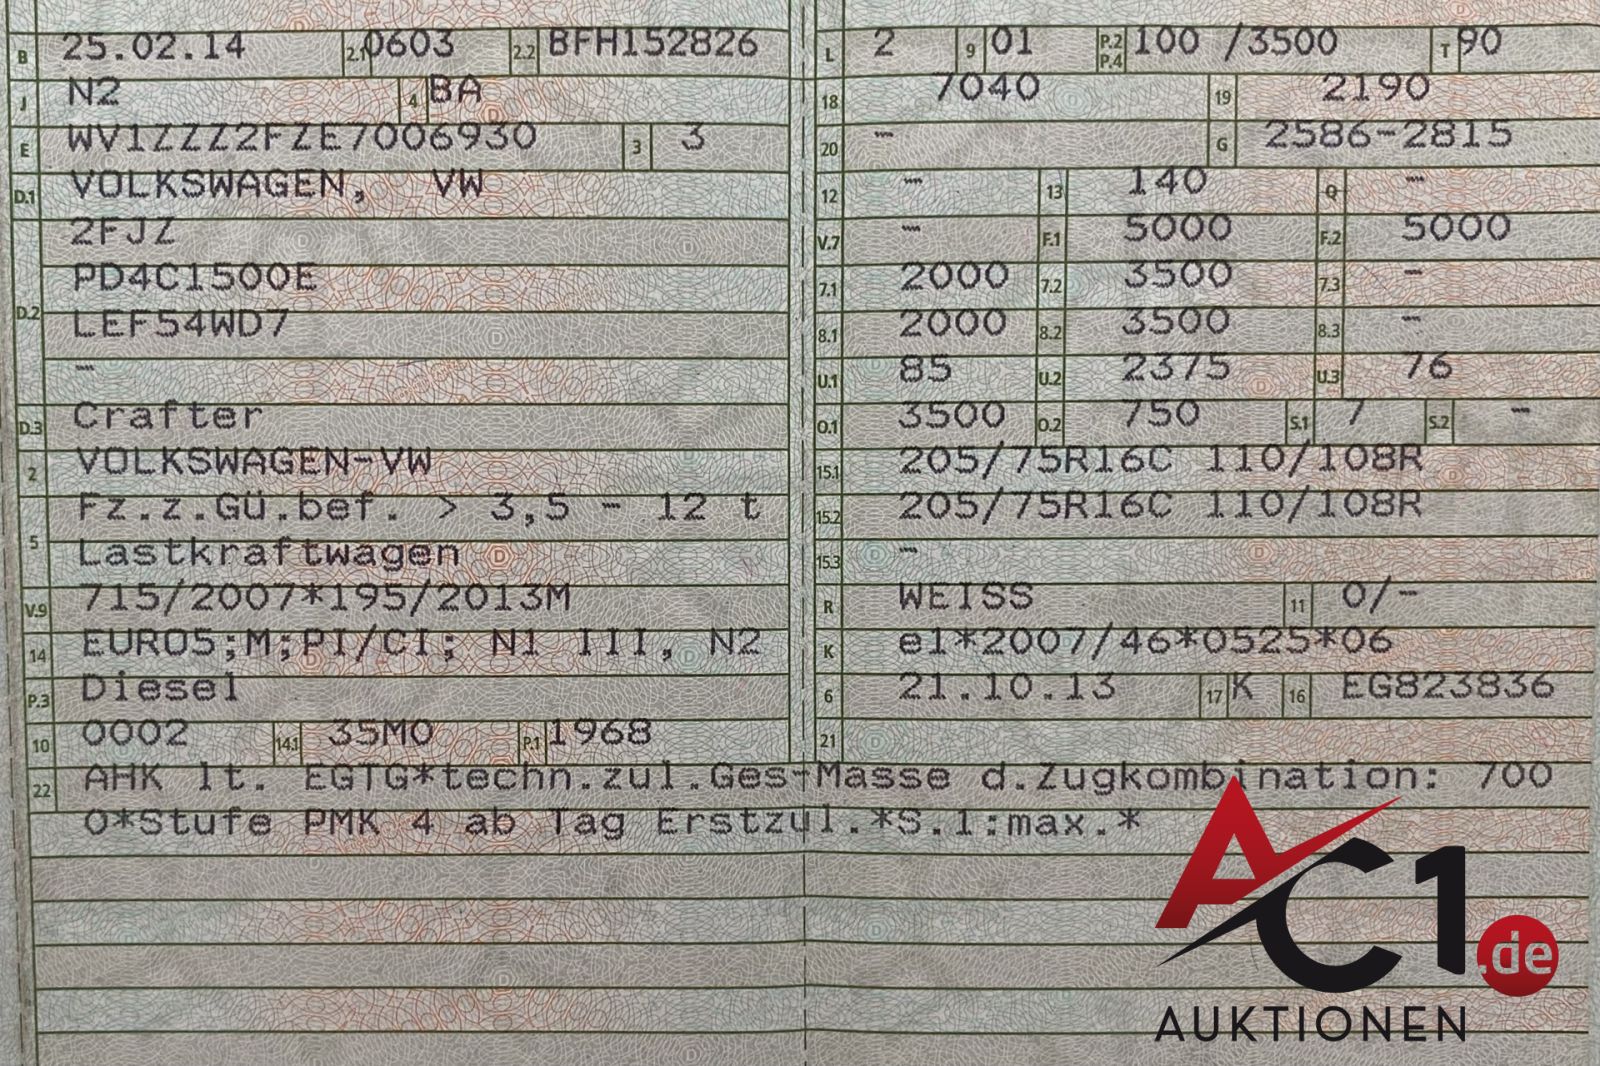 B 25.02.14 2.1 0603 2.2 BFH152826
J N2 4 BA
E WV1ZZZ2FZE7006930 3 3
D.1 VOLKSWAGEN, VW
2FJZ
PD4C1500E
D.2 LEF54WD7
–
D.3 Crafter
2 VOLKSWAGEN-VW
Fz.z.Gü.bef. > 3,5 - 12 t
5 Lastkraftwagen
V.9 715/2007*195/2013M
14 EURO5;M;PI/CI; N1 III, N2
P.3 Diesel
10 0002 14.1 35M0 P.1 1968
L 2 9 01 P.2 P.4 100 /3500 T 90
18 7040 19 2190
20 – G 2586-2815
12 – 13 140 Q –
V.7 – F.1 5000 F.2 5000
7.1 2000 7.2 3500 7.3 –
8.1 2000 8.2 3500 8.3 –
U.1 85 U.2 2375 U.3 76
O.1 3500 O.2 750 S.1 7 S.2 –
15.1 205/75R16C 110/108R
15.2 205/75R16C 110/108R
15.3 –
R WEISS 11 0/-
K e1*2007/46*0525*06
6 21.10.13 17 K 16 EG823836
21
22 AHK lt. EGTG*techn.zul.Ges-Masse d.Zugkombination: 700
0*Stufe PMK 4 ab Tag Erstzul.*S.1:max.*
AC1.de
AUKTIONEN